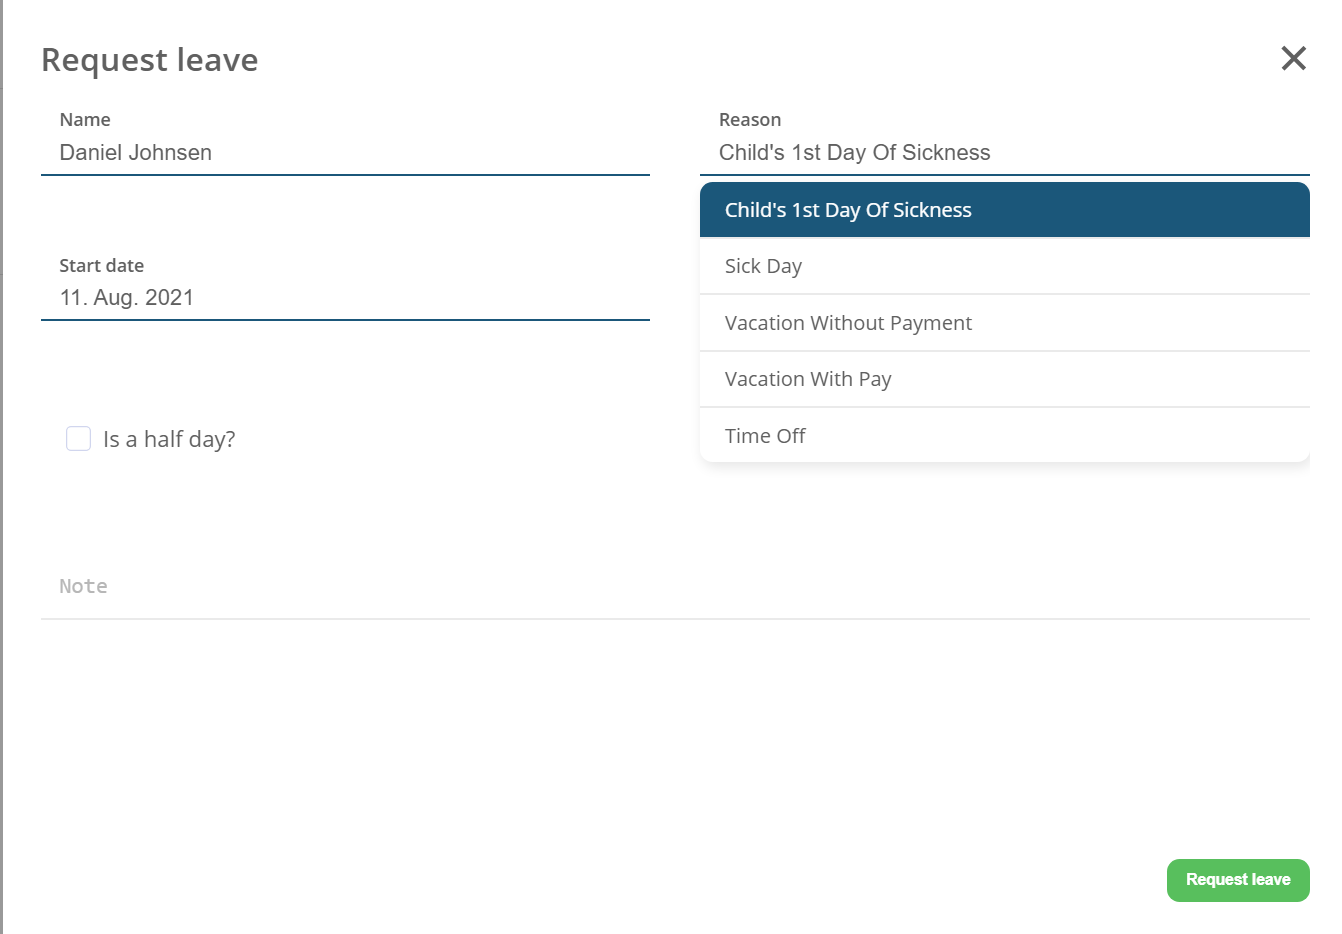 Request leave
Name
Daniel Johnsen
Reason
Child's 1st Day Of Sickness
Child's 1st Day Of Sickness
Sick Day
Vacation Without Payment
Vacation With Pay
Time Off
Start date
11. Aug. 2021
Is a half day?
Note
Request leave